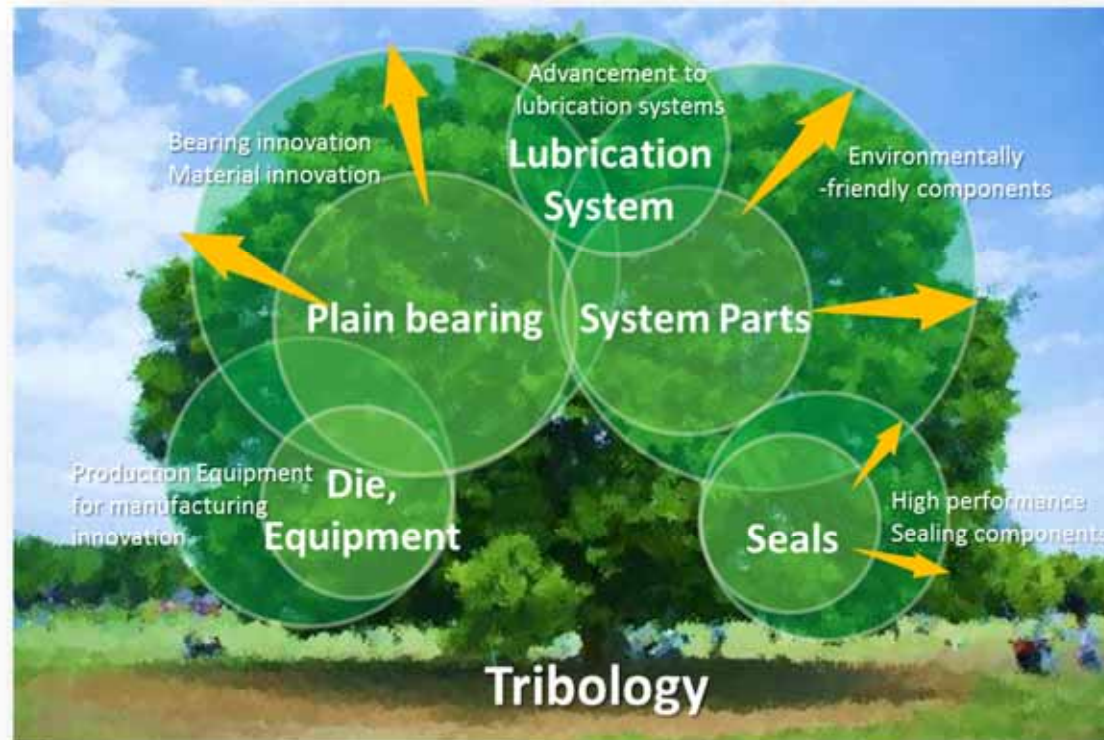 Advancement to
lubrication systems
Lubrication
System
Bearing innovation
Material innovation
Environmentally
-friendly components
Plain bearing
System Parts
Production Equipment
for manufacturing
innovation
Die,
Equipment
High performance
Sealing components
Seals
Tribology